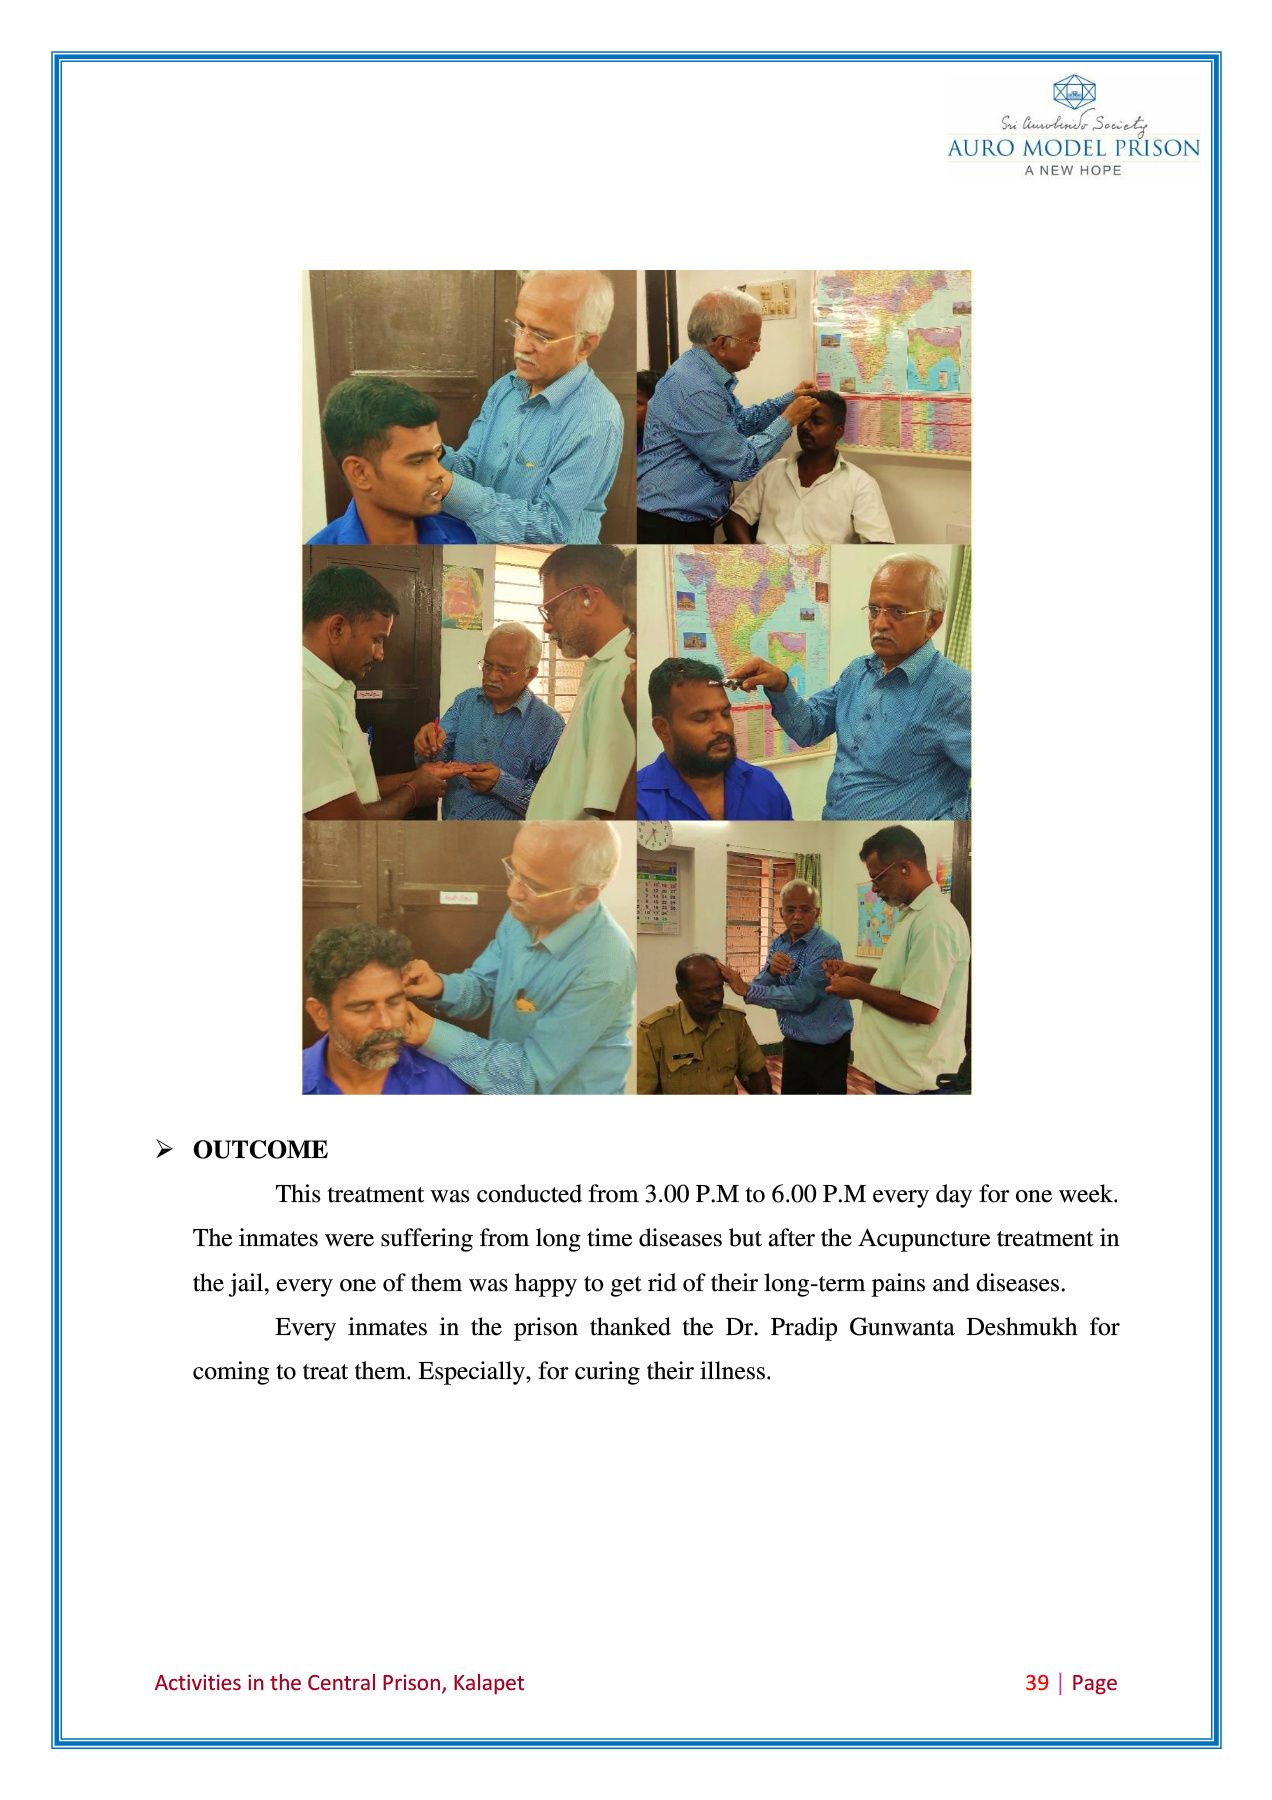 Sri Aurobindo Society
AURO MODEL PRISON
A NEW HOPE
➢ OUTCOME
This treatment was conducted from 3.00 P.M to 6.00 P.M every day for one week.
The inmates were suffering from long time diseases but after the Acupuncture treatment in
the jail, every one of them was happy to get rid of their long-term pains and diseases.
Every inmates in the prison thanked the Dr. Pradip Gunwanta Deshmukh for
coming to treat them. Especially, for curing their illness.
Activities in the Central Prison, Kalapet 39 | Page